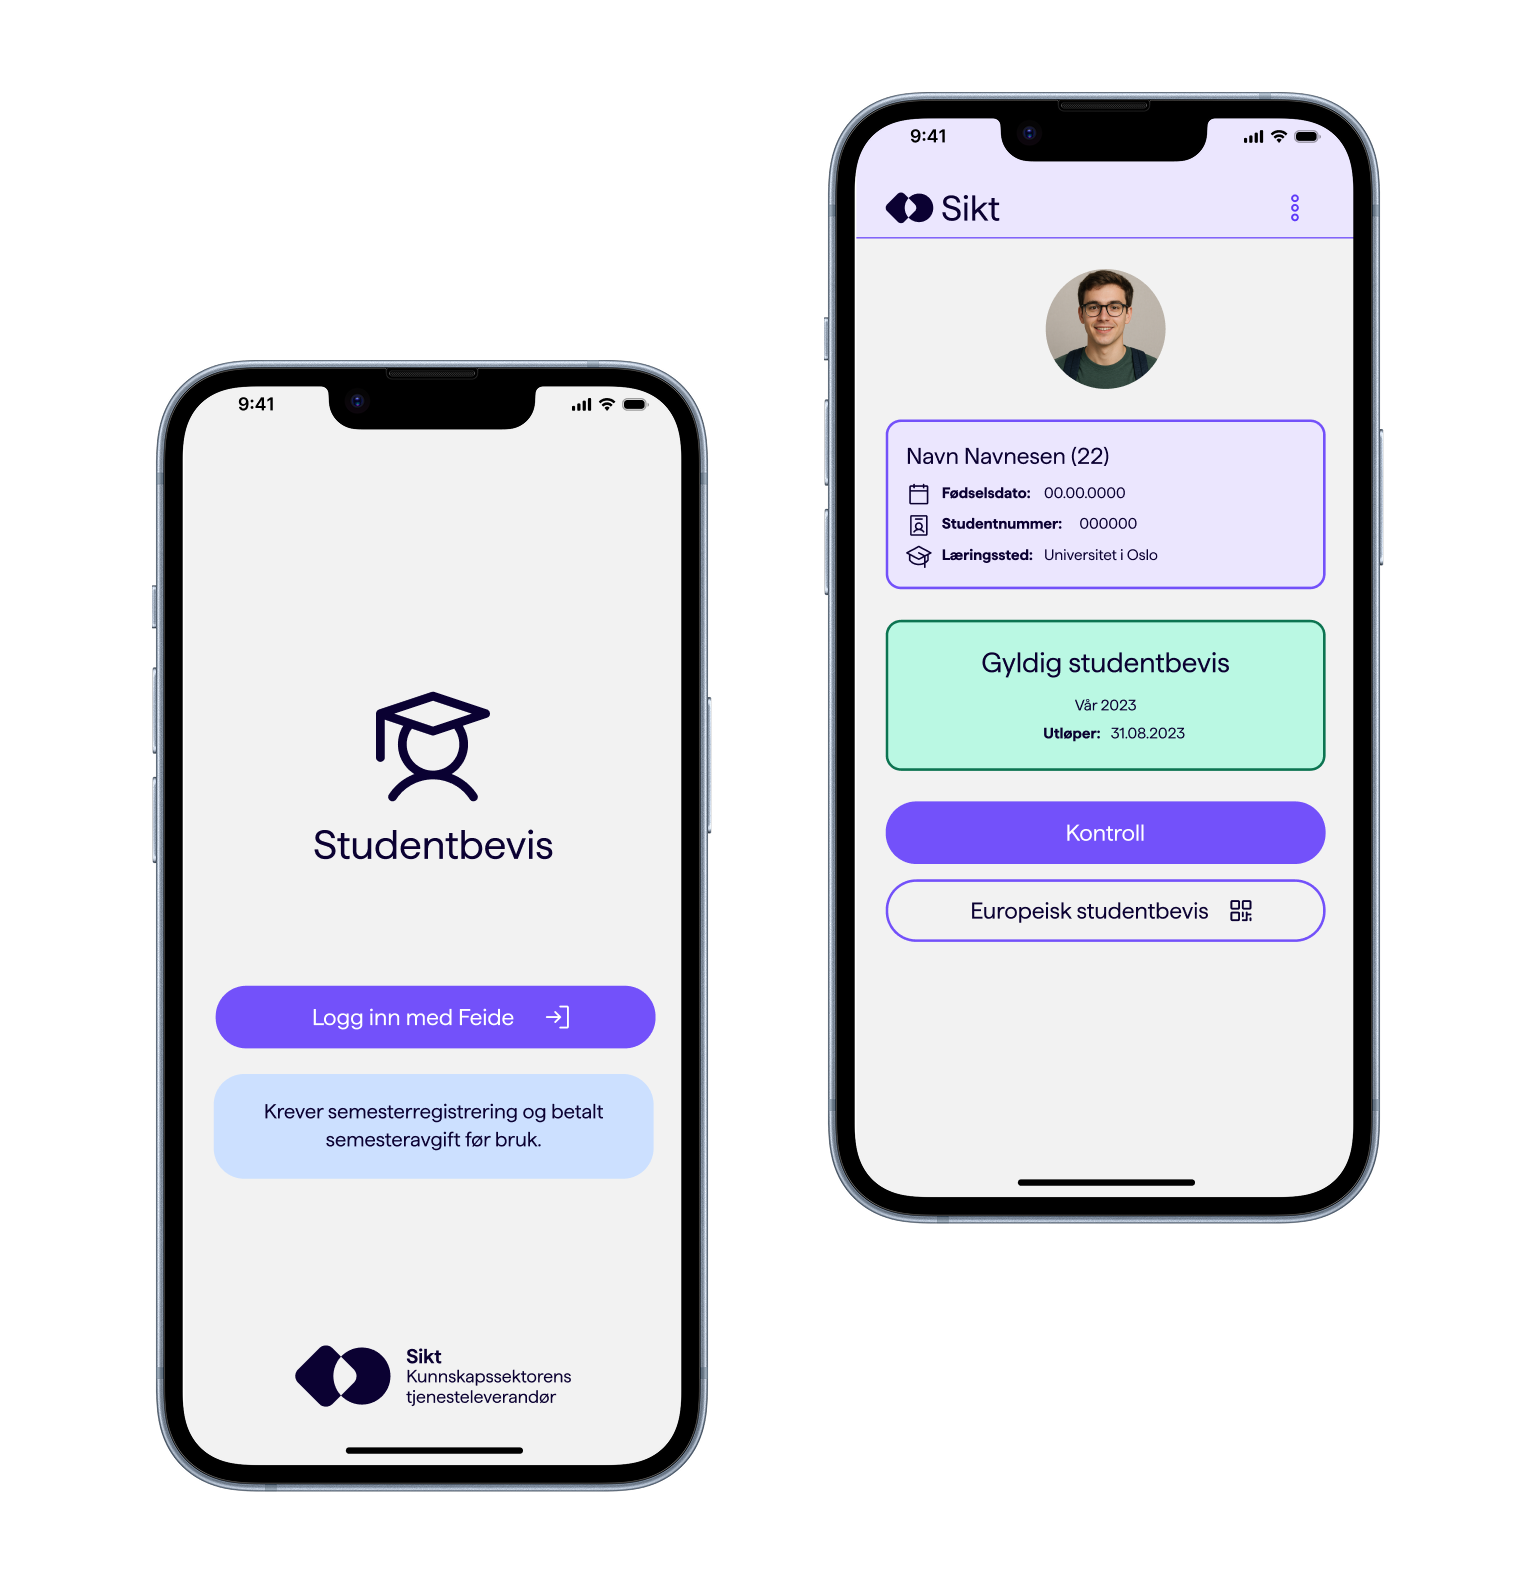 9:41
Studentbevis
Logg inn med Feide
Krever semesterregistrering og betalt
semesteravgift før bruk.
Sikt
Kunnskapssektorens
tjenesteleverandør
9:41
Sikt
Navn Navnesen (22)
Fødselsdato: 00.00.0000
Studentnummer: 000000
Læringssted: Universitet i Oslo
Gyldig studentbevis
Vår 2023
Utløper: 31.08.2023
Kontroll
Europeisk studentbevis